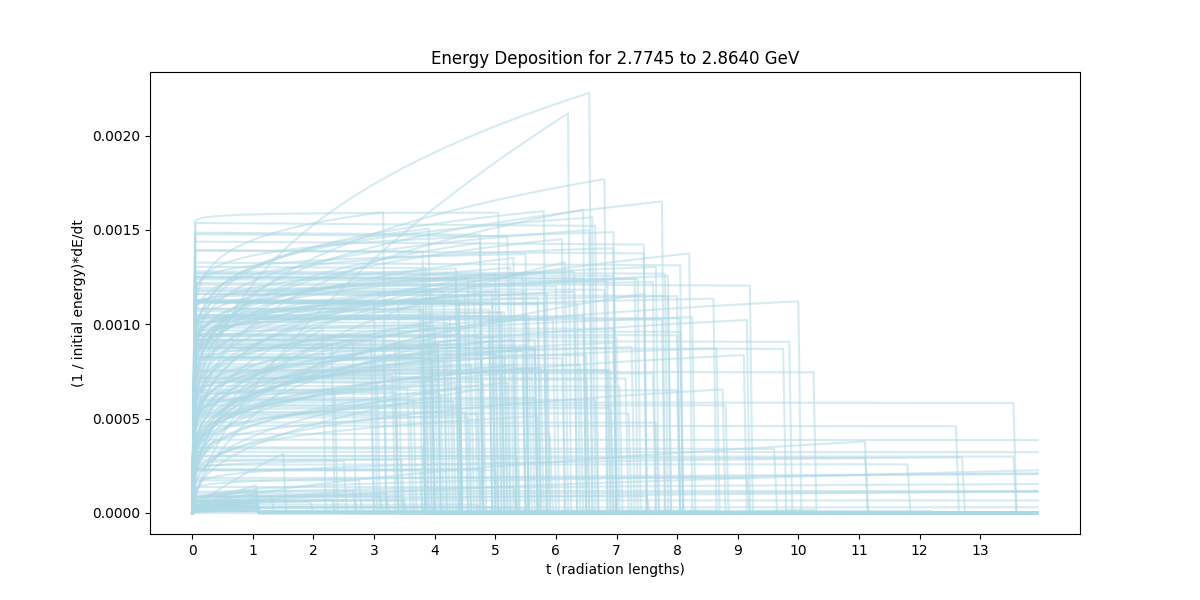 Energy Deposition for 2.7745 to 2.8640 GeV
(1 / initial energy)*dE/dt
0.0020
0.0015
0.0010
0.0005
0.0000
0 1 2 3 4 5 6 7 8 9 10 11 12 13
t (radiation lengths)